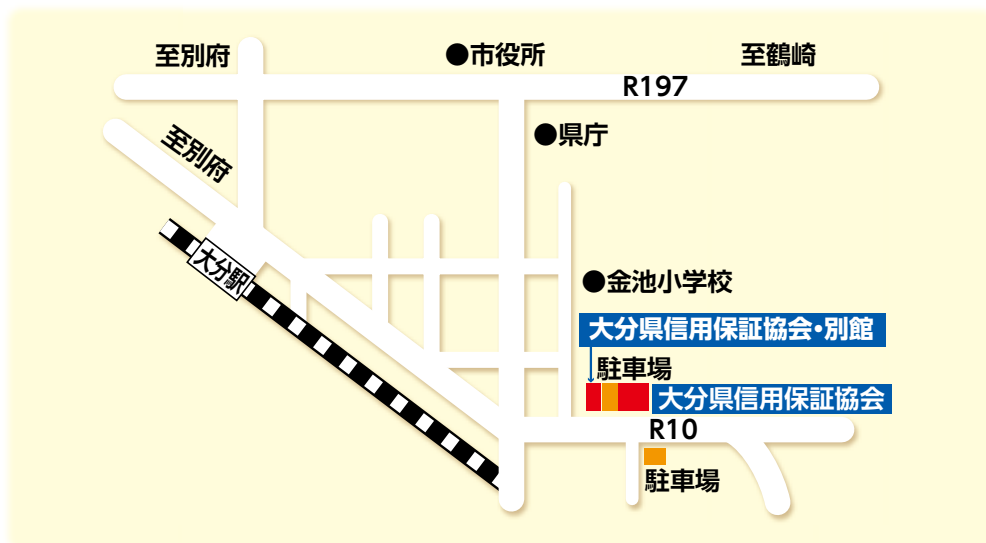 至別府
●市役所
至鶴崎
R197
●県庁
至別府
大分駅
●金池小学校
大分県信用保証協会・別館
駐車場
大分県信用保証協会
R10
駐車場